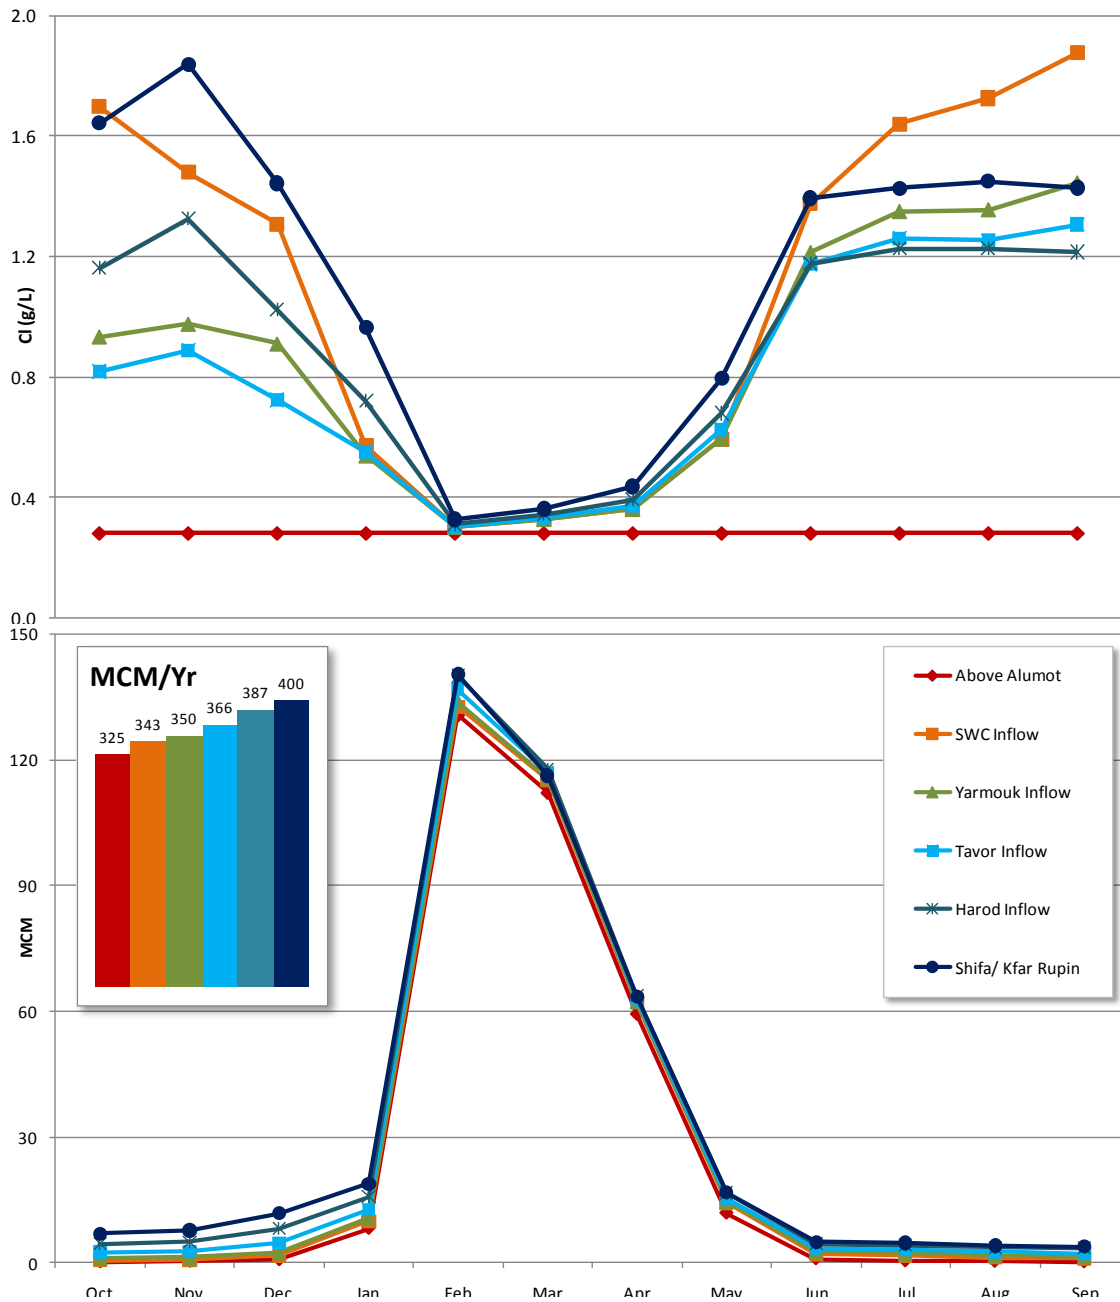 2.0
1.6
1.2
0.8
0.4
0.0
Cl (g/L)
150
120
90
60
30
0
MCM
MCM/Yr
325
343
350
366
387
400
Above Alumot
SWC Inflow
Yarmouk Inflow
Tavor Inflow
Harod Inflow
Shifa/ Kfar Rupin
Oct Nov Dec Jan Feb Mar Apr May Jun Jul Aug Sep